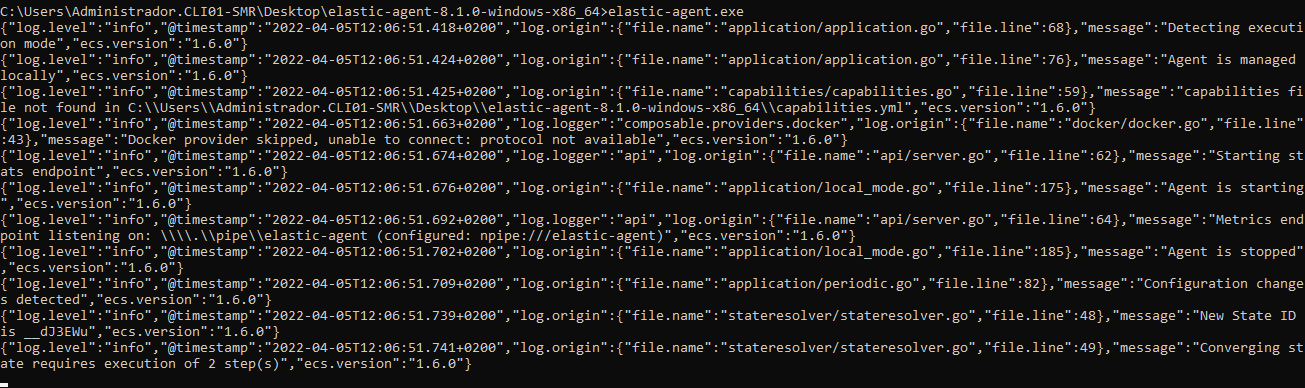 C:\Users\Administrador.CLI01-SMR\Desktop\elastic-agent-8.1.0-windows-x86_64>elastic-agent.exe
{"log.level":"info","@timestamp":"2022-04-05T12:06:51.418+0200","log.origin":{"file.name":"application/application.go","file.line":68},"message":"Detecting executi
on mode","ecs.version":"1.6.0"}
{"log.level":"info","@timestamp":"2022-04-05T12:06:51.424+0200","log.origin":{"file.name":"application/application.go","file.line":76},"message":"Agent is managed
locally","ecs.version":"1.6.0"}
{"log.level":"info","@timestamp":"2022-04-05T12:06:51.425+0200","log.origin":{"file.name":"capabilities/capabilities.go","file.line":59},"message":"capabilities fi
le not found in C:\\Users\\Administrador.CLI01-SMR\\Desktop\\elastic-agent-8.1.0-windows-x86_64\\capabilities.yml","ecs.version":"1.6.0"}
{"log.level":"info","@timestamp":"2022-04-05T12:06:51.663+0200","log.logger":"composable.providers.docker","log.origin":{"file.name":"docker/docker.go","file.line"
:43},"message":"Docker provider skipped, unable to connect: protocol not available","ecs.version":"1.6.0"}
{"log.level":"info","@timestamp":"2022-04-05T12:06:51.674+0200","log.logger":"api","log.origin":{"file.name":"api/server.go","file.line":62},"message":"Starting st
ats endpoint","ecs.version":"1.6.0"}
{"log.level":"info","@timestamp":"2022-04-05T12:06:51.676+0200","log.origin":{"file.name":"application/local_mode.go","file.line":175},"message":"Agent is starting
","ecs.version":"1.6.0"}
{"log.level":"info","@timestamp":"2022-04-05T12:06:51.692+0200","log.logger":"api","log.origin":{"file.name":"api/server.go","file.line":64},"message":"Metrics end
point listening on: \\\\.\\pipe\\elastic-agent (configured: npipe:///elastic-agent)","ecs.version":"1.6.0"}
{"log.level":"info","@timestamp":"2022-04-05T12:06:51.702+0200","log.origin":{"file.name":"application/local_mode.go","file.line":185},"message":"Agent is stopped"
,"ecs.version":"1.6.0"}
{"log.level":"info","@timestamp":"2022-04-05T12:06:51.709+0200","log.origin":{"file.name":"application/periodic.go","file.line":82},"message":"Configuration change
s detected","ecs.version":"1.6.0"}
{"log.level":"info","@timestamp":"2022-04-05T12:06:51.739+0200","log.origin":{"file.name":"stateresolver/stateresolver.go","file.line":48},"message":"New State ID
is __dJ3EWu","ecs.version":"1.6.0"}
{"log.level":"info","@timestamp":"2022-04-05T12:06:51.741+0200","log.origin":{"file.name":"stateresolver/stateresolver.go","file.line":49},"message":"Converging st
ate requires execution of 2 step(s)","ecs.version":"1.6.0"}